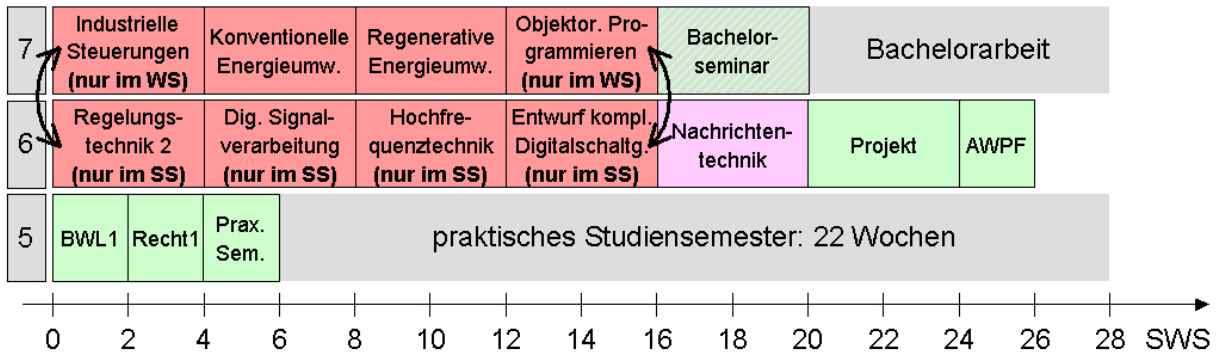 7
Industrielle
Steuerungen
(nur im WS)
Konventionelle
Energieumw.
Regenerative
Energieumw.
Objektor. Pro-
grammieren
(nur im WS)
Bachelor-
seminar
Bachelorarbeit
6
Regelungs-
technik 2
(nur im SS)
Dig. Signal-
verarbeitung
(nur im SS)
Hochfre-
quenztechnik
(nur im SS)
Entwurf kompl.
Digitalschaltg.
(nur im SS)
Nachrichten-
technik
Projekt
AWPF
5
BWL1
Recht1
Prax.
Sem.
praktisches Studiensemester: 22 Wochen
0 2 4 6 8 10 12 14 16 18 20 22 24 26 28 SWS